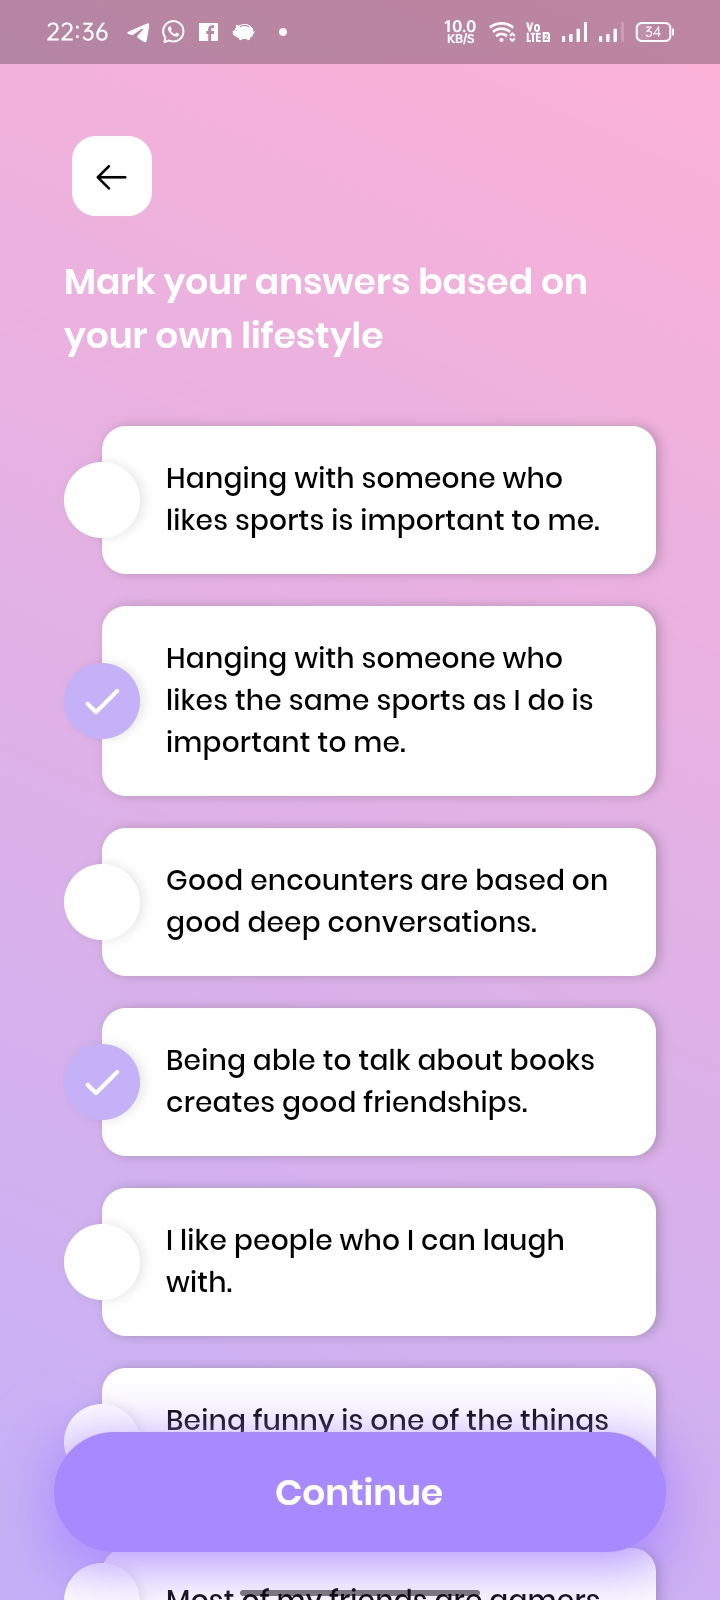 22:36
10.0
KB/S
Vo
LTE 2
34
Mark your answers based on
your own lifestyle
Hanging with someone who
likes sports is important to me.
Hanging with someone who
likes the same sports as I do is
important to me.
Good encounters are based on
good deep conversations.
Being able to talk about books
creates good friendships.
I like people who I can laugh
with.
Being funny is one of the things
Continue
Most of my friends are gamers